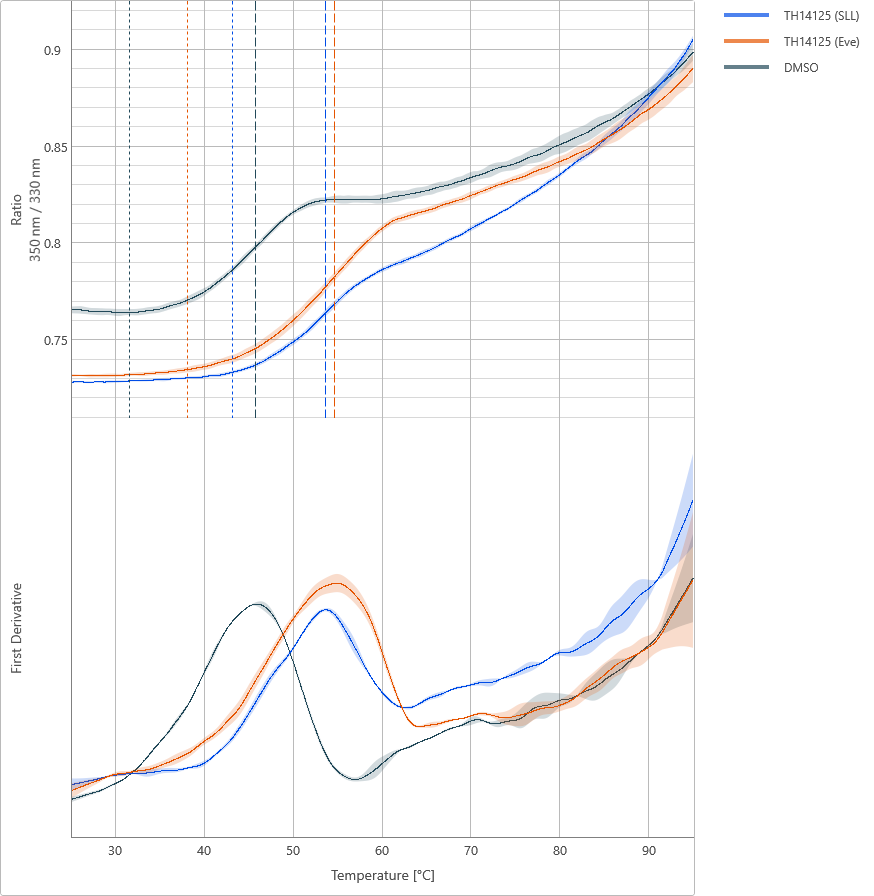 TH14125 (SLL)
TH14125 (Eve)
DMSO
0.9
0.85
0.8
0.75
Ratio
350 nm / 330 nm
First Derivative
30 40 50 60 70 80 90
Temperature [°C]